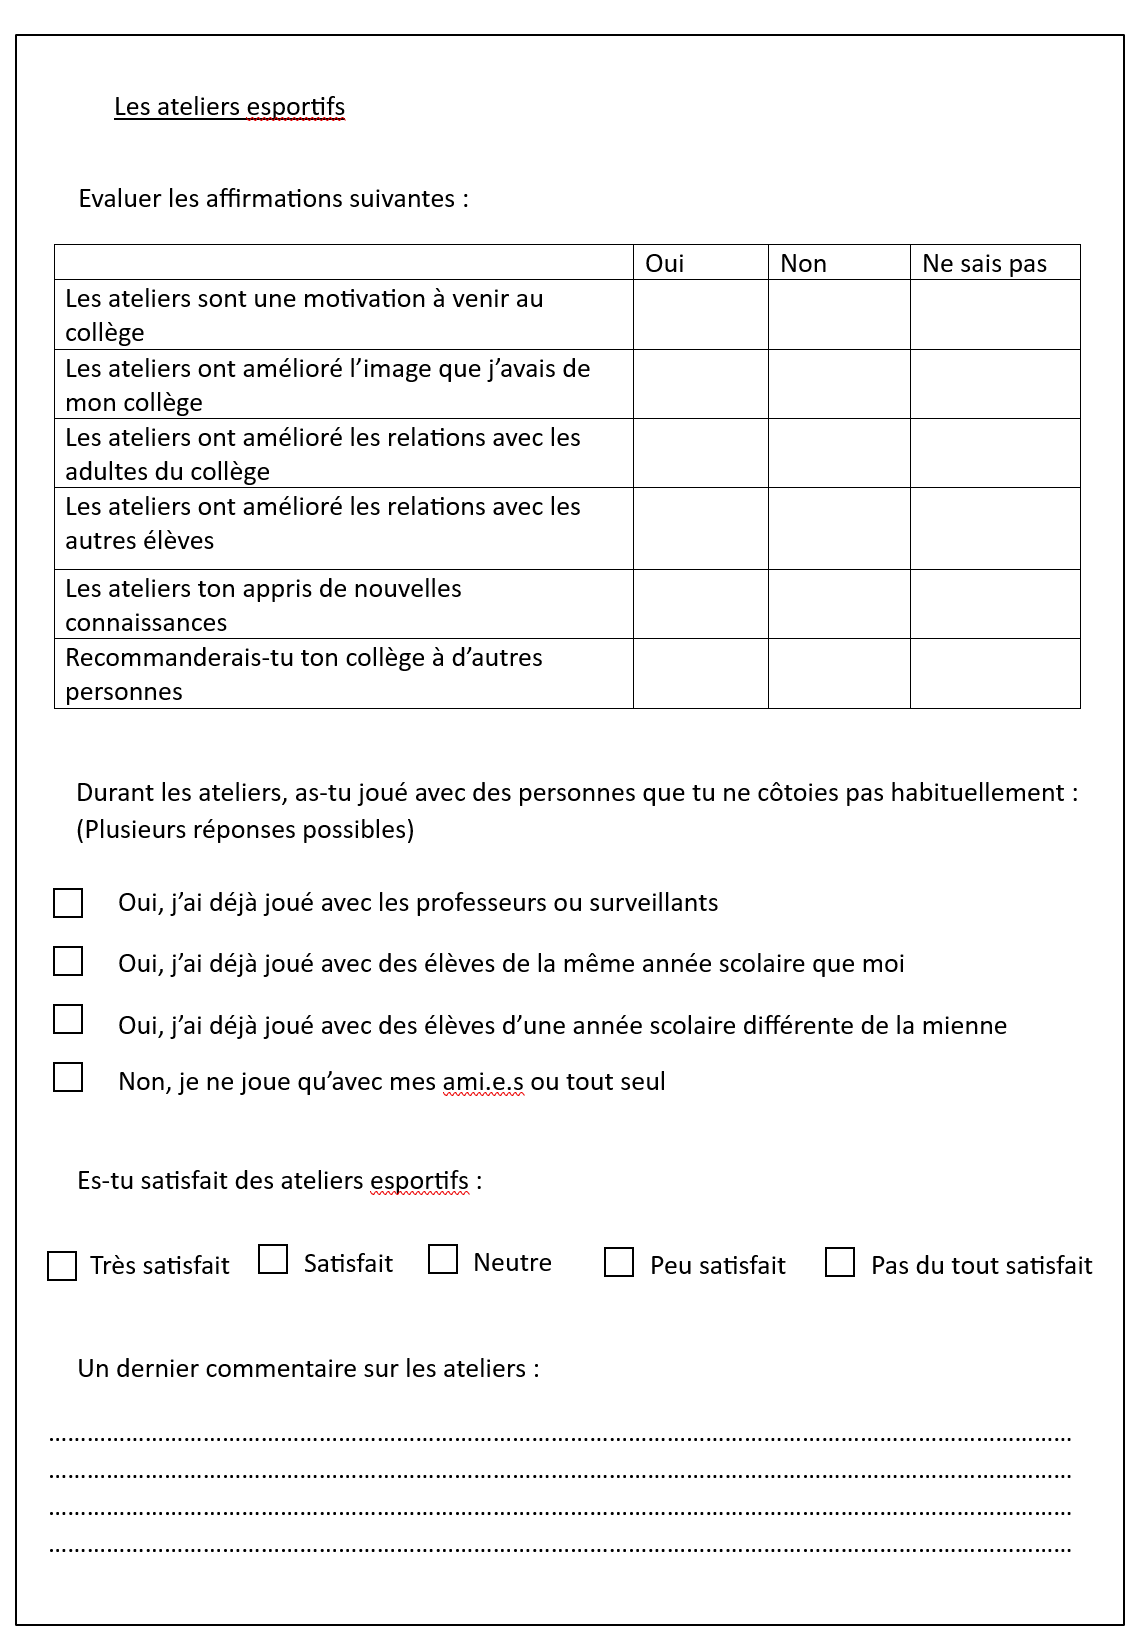 Les ateliers esportifs
Evaluer les affirmations suivantes :
Oui Non Ne sais pas
Les ateliers sont une motivation à venir au
collège
Les ateliers ont amélioré l’image que j’avais de
mon collège
Les ateliers ont amélioré les relations avec les
adultes du collège
Les ateliers ont amélioré les relations avec les
autres élèves
Les ateliers ton appris de nouvelles
connaissances
Recommanderais-tu ton collège à d’autres
personnes
Durant les ateliers, as-tu joué avec des personnes que tu ne côtoies pas habituellement :
(Plusieurs réponses possibles)
Oui, j’ai déjà joué avec les professeurs ou surveillants
Oui, j’ai déjà joué avec des élèves de la même année scolaire que moi
Oui, j’ai déjà joué avec des élèves d’une année scolaire différente de la mienne
Non, je ne joue qu’avec mes ami.e.s ou tout seul
Es-tu satisfait des ateliers esportifs :
Très satisfait Satisfait Neutre Peu satisfait Pas du tout satisfait
Un dernier commentaire sur les ateliers :